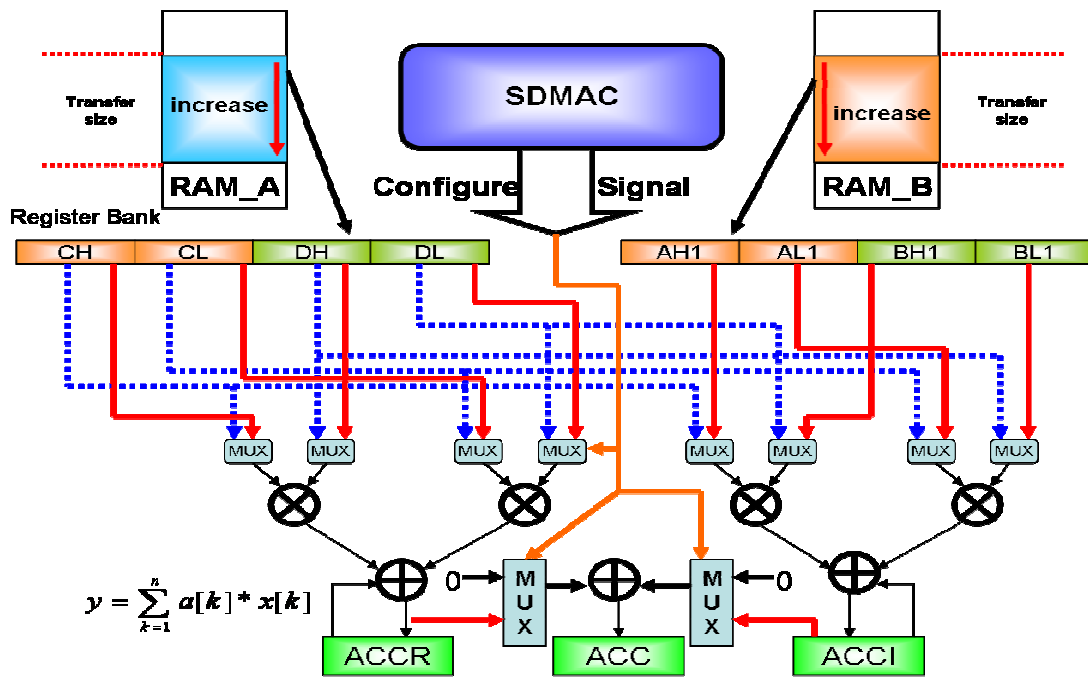 SDMAC
Transfer size
increase
increase
Transfer size
RAM_A
Configure Signal
RAM_B
Register Bank
CH CL DH DL
AH1 AL1 BH1 BL1
MUX MUX MUX MUX
MUX MUX MUX MUX
0
MUX
MUX
0
y = \sum_{k=1}^{n} a[k]* x[k]
ACCR
ACC
ACCI